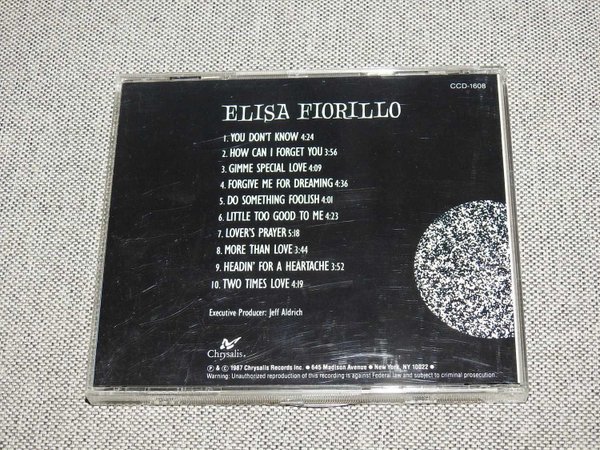 CCD-1608
ELISA FIORILLO
1. YOU DON'T KNOW 4:24
2. HOW CAN I FORGET YOU 3:56
3. GIMME SPECIAL LOVE 4:09
4. FORGIVE ME FOR DREAMING 4:36
5. DO SOMETHING FOOLISH 4:01
6. LITTLE TOO GOOD TO ME 4:23
7. LOVER'S PRAYER 5:18
8. MORE THAN LOVE 3:44
9. HEADIN' FOR A HEARTACHE 3:52
10. TWO TIMES LOVE 4:19
Executive Producer: Jeff Aldrich
Chrysalis®
℗ & © 1987 Chrysalis Records Inc. ● 645 Madison Avenue ● New York, NY 10022 ●
Warning: Unauthorized reproduction of this recording is against Federal law and subject to criminal prosecution.